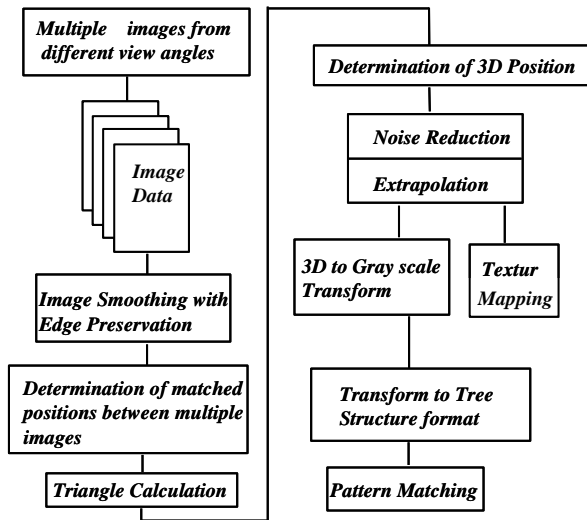 Multiple images from
different view angles
Image
Data
Image Smoothing with
Edge Preservation
Determination of matched
positions between multiple
images
Triangle Calculation
Determination of 3D Position
Noise Reduction
Extrapolation
3D to Gray scale
Transform
Textur
Mapping
Transform to Tree
Structure format
Pattern Matching